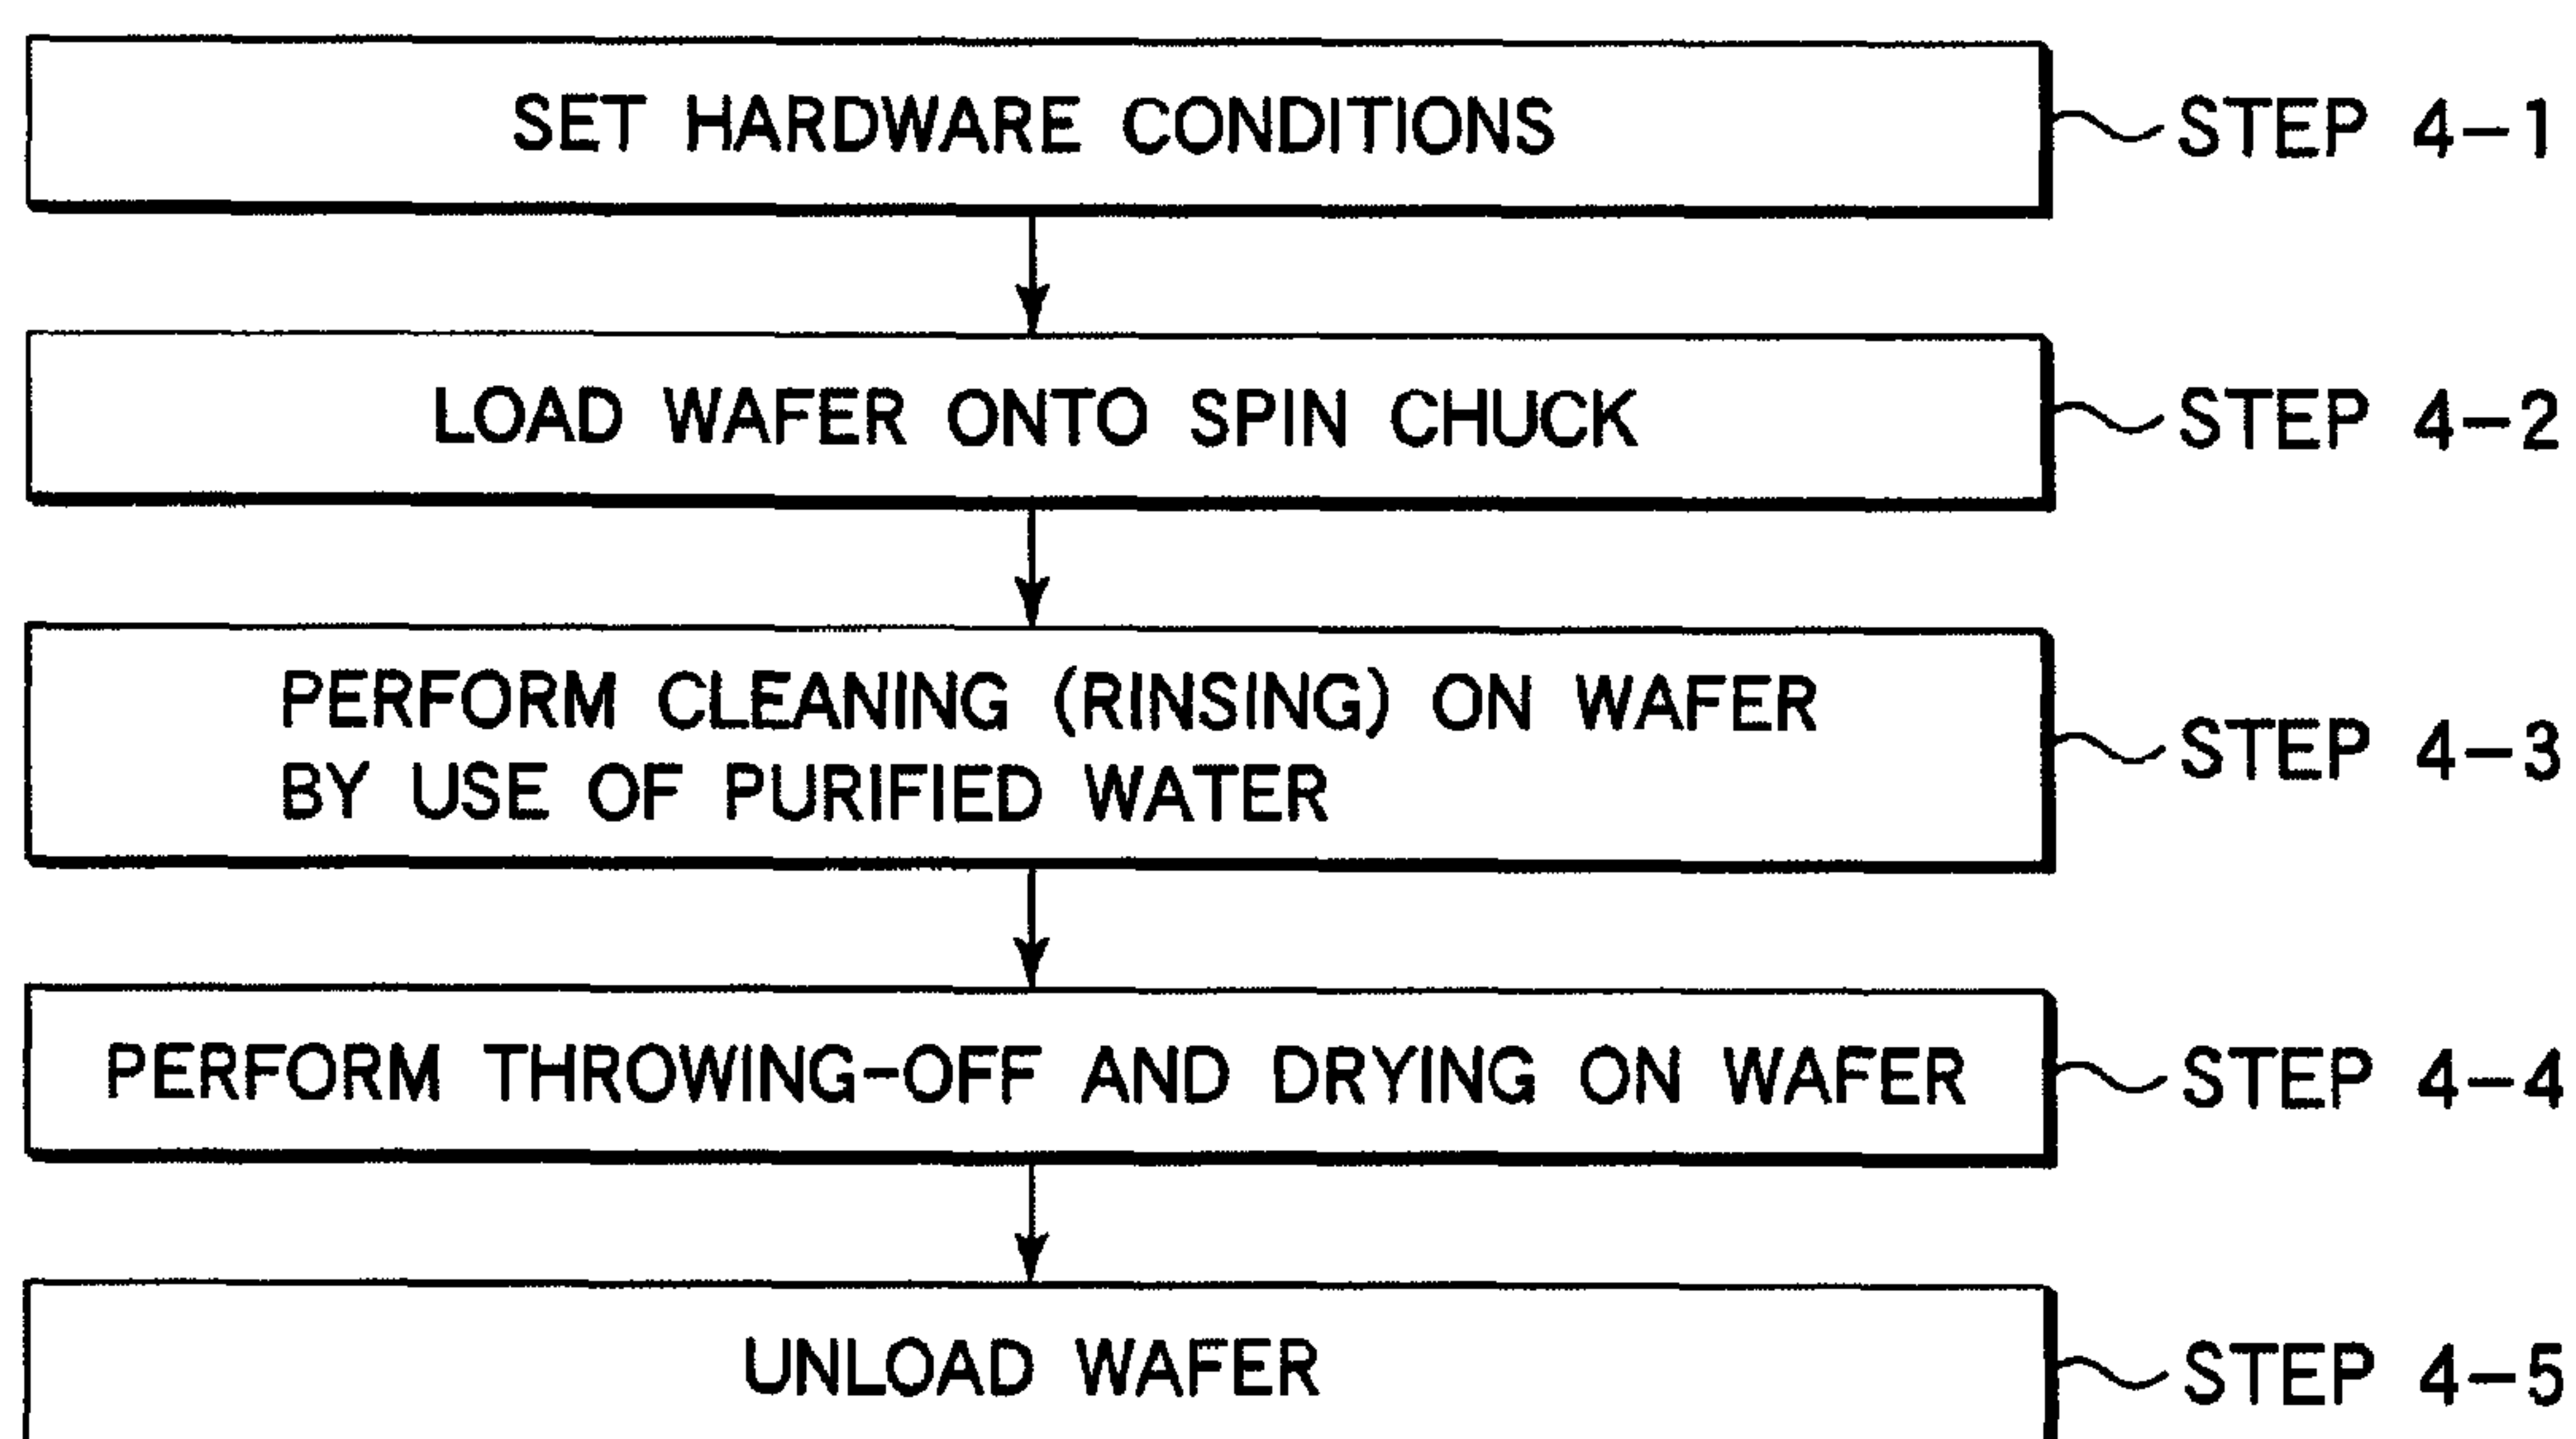 SET HARDWARE CONDITIONS
STEP 4-1
LOAD WAFER ONTO SPIN CHUCK
STEP 4-2
PERFORM CLEANING (RINSING) ON WAFER
BY USE OF PURIFIED WATER
STEP 4-3
PERFORM THROWING-OFF AND DRYING ON WAFER
STEP 4-4
UNLOAD WAFER
STEP 4-5